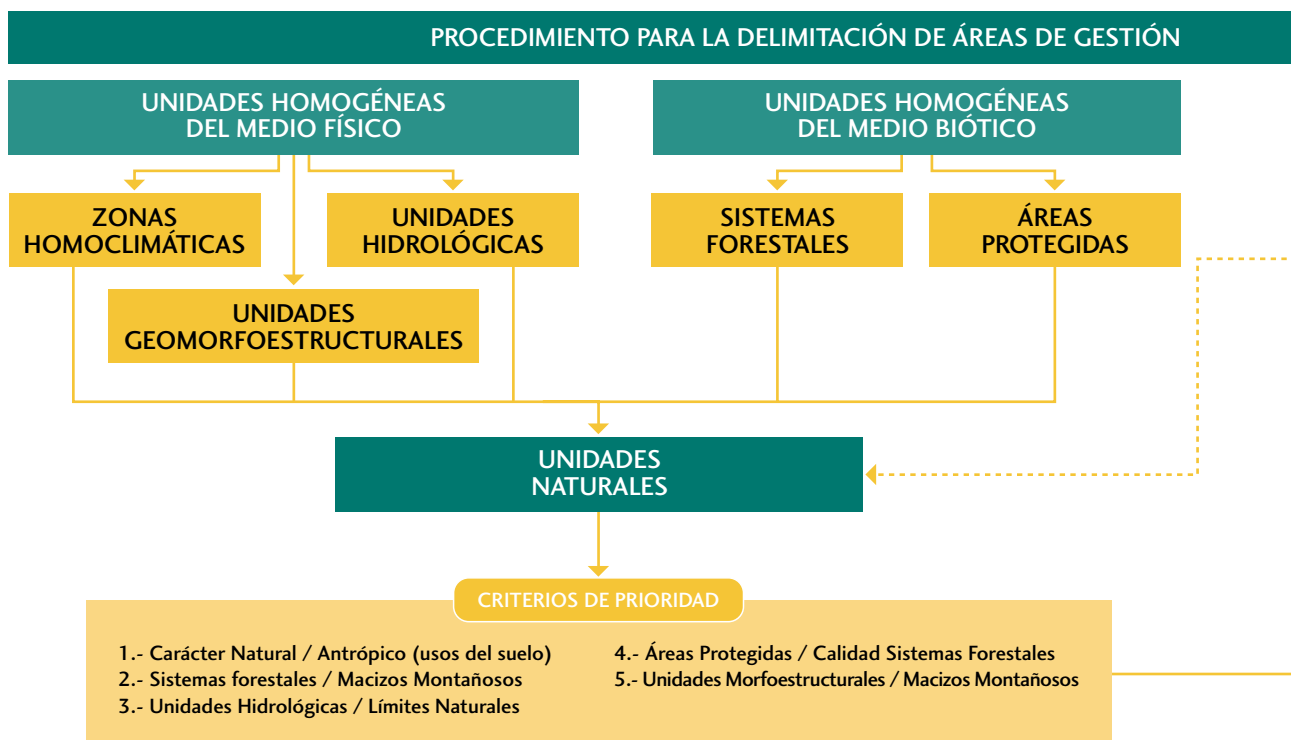 PROCEDIMIENTO PARA LA DELIMITACIÓN DE ÁREAS DE GESTIÓN
UNIDADES HOMOGÉNEAS
DEL MEDIO FÍSICO
UNIDADES HOMOGÉNEAS
DEL MEDIO BIÓTICO
ZONAS
HOMOCLIMÁTICAS
UNIDADES
HIDROLÓGICAS
SISTEMAS
FORESTALES
ÁREAS
PROTEGIDAS
UNIDADES
GEOMORFOESTRUCTURALES
UNIDADES
NATURALES
CRITERIOS DE PRIORIDAD
1.- Carácter Natural / Antrópico (usos del suelo)
2.- Sistemas forestales / Macizos Montañosos
3.- Unidades Hidrológicas / Límites Naturales
4.- Áreas Protegidas / Calidad Sistemas Forestales
5.- Unidades Morfoestructurales / Macizos Montañosos